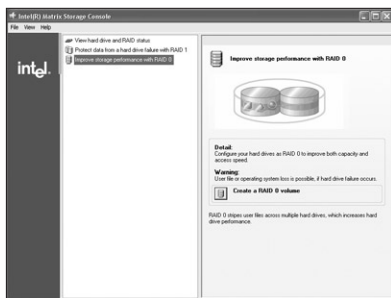 Intel(R) Matrix Storage Console
File View Help
intel.
View hard drive and RAID status
Protect data from a hard drive failure with RAID 1
Improve storage performance with RAID 0
Improve storage performance with RAID 0
Detail:
Configure your hard drives as RAID 0 to improve both capacity and
access speed.
Warning:
User file or operating system loss is possible, if hard drive failure occurs.
Create a RAID 0 volume
RAID 0 stripes user files across multiple hard drives, which increases hard
drive performance.